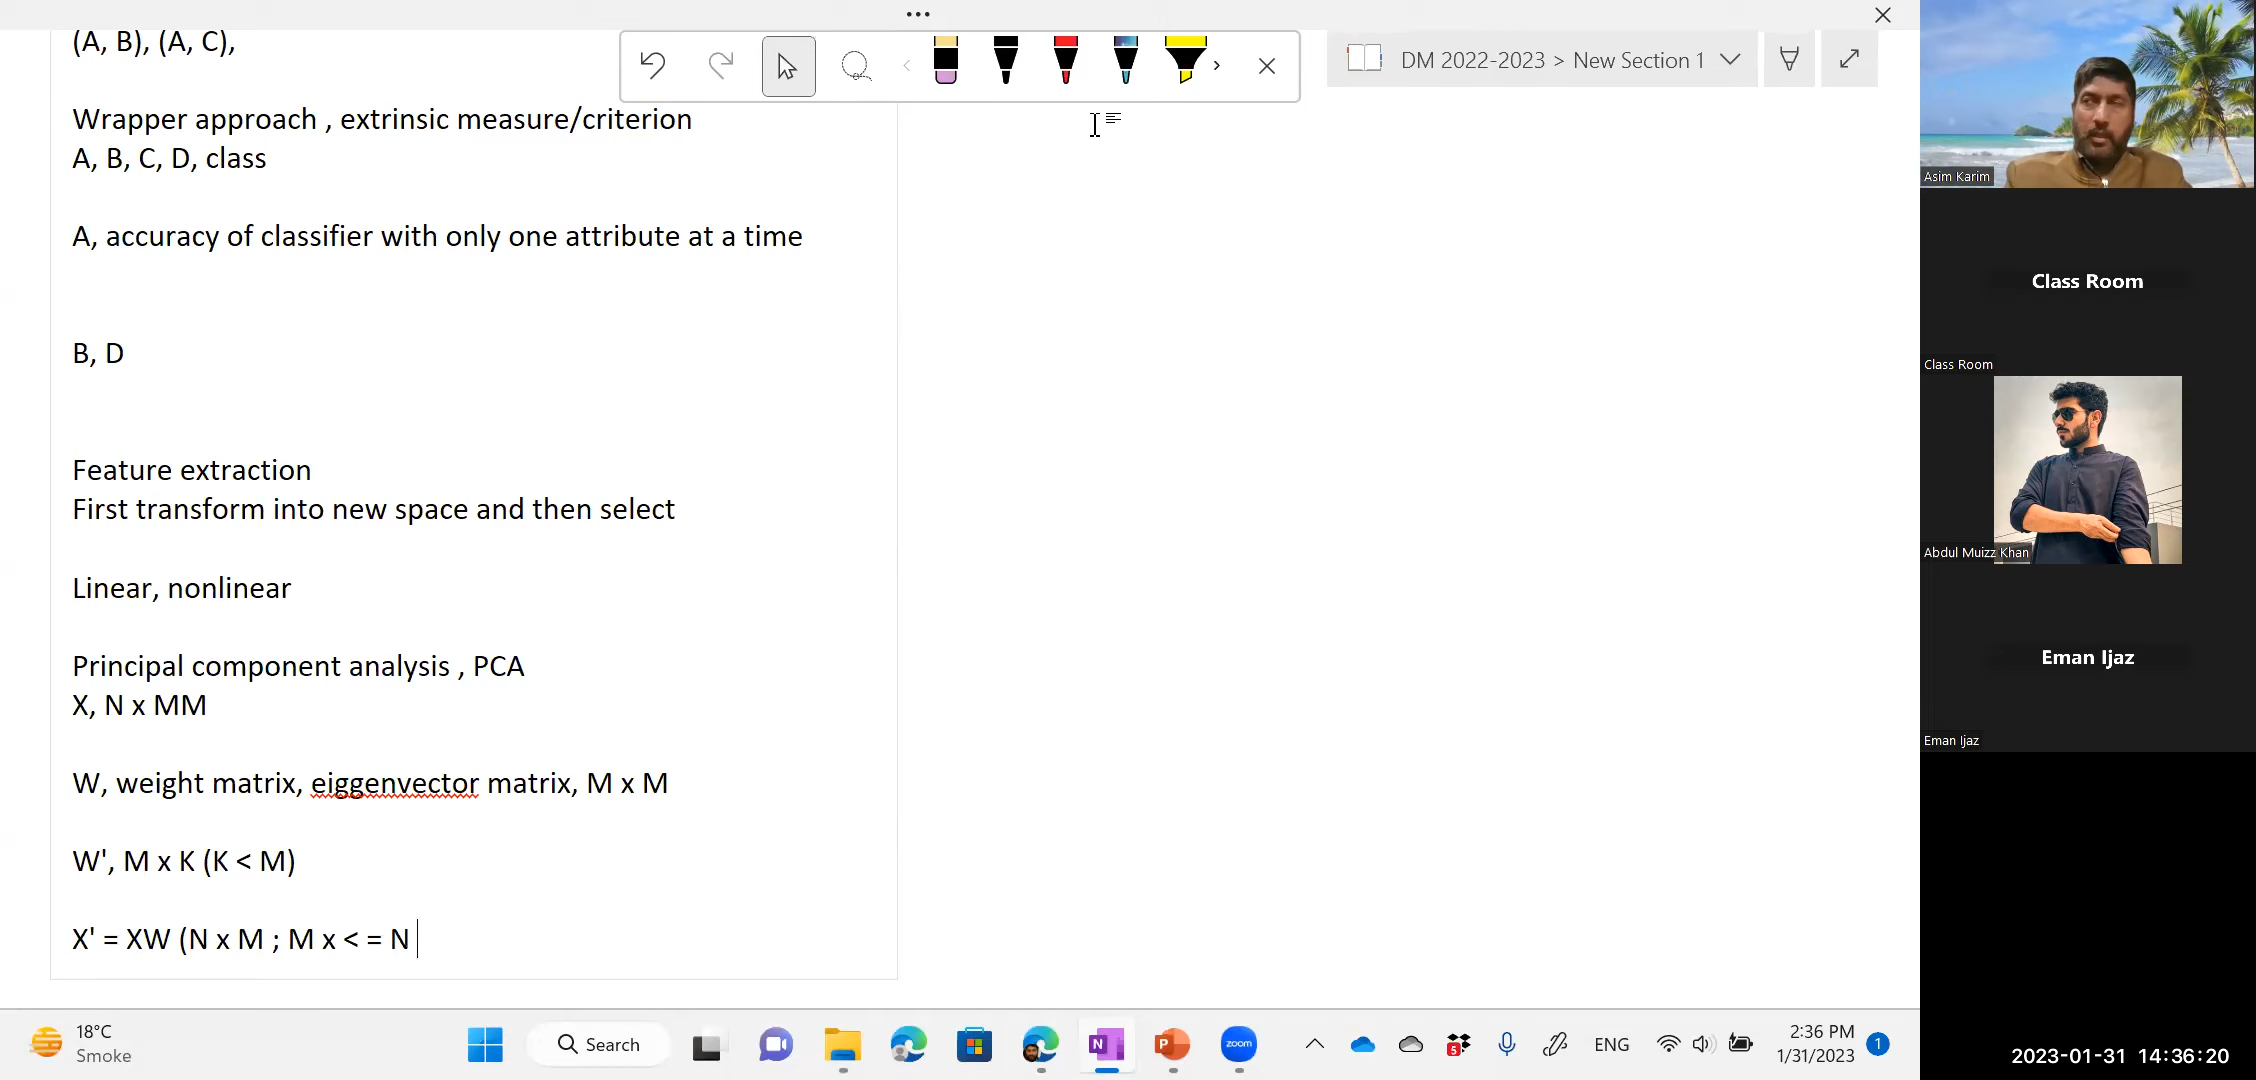 (A, B), (A, C),
DM 2022-2023 > New Section 1
Wrapper approach , extrinsic measure/criterion
A, B, C, D, class
A, accuracy of classifier with only one attribute at a time
B, D
Feature extraction
First transform into new space and then select
Linear, nonlinear
Principal component analysis , PCA
X, N x MM
W, weight matrix, eiggenvector matrix, M x M
W', M x K (K < M)
X' = XW (N x M ; M x < = N
Asim Karim
Class Room
Class Room
Abdul Muizz Khan
Eman Ijaz
Eman Ijaz
18°C
Smoke
Search
N
P
zoom
5
ENG
2:36 PM
1/31/2023
1
2023-01-31 14:36:20